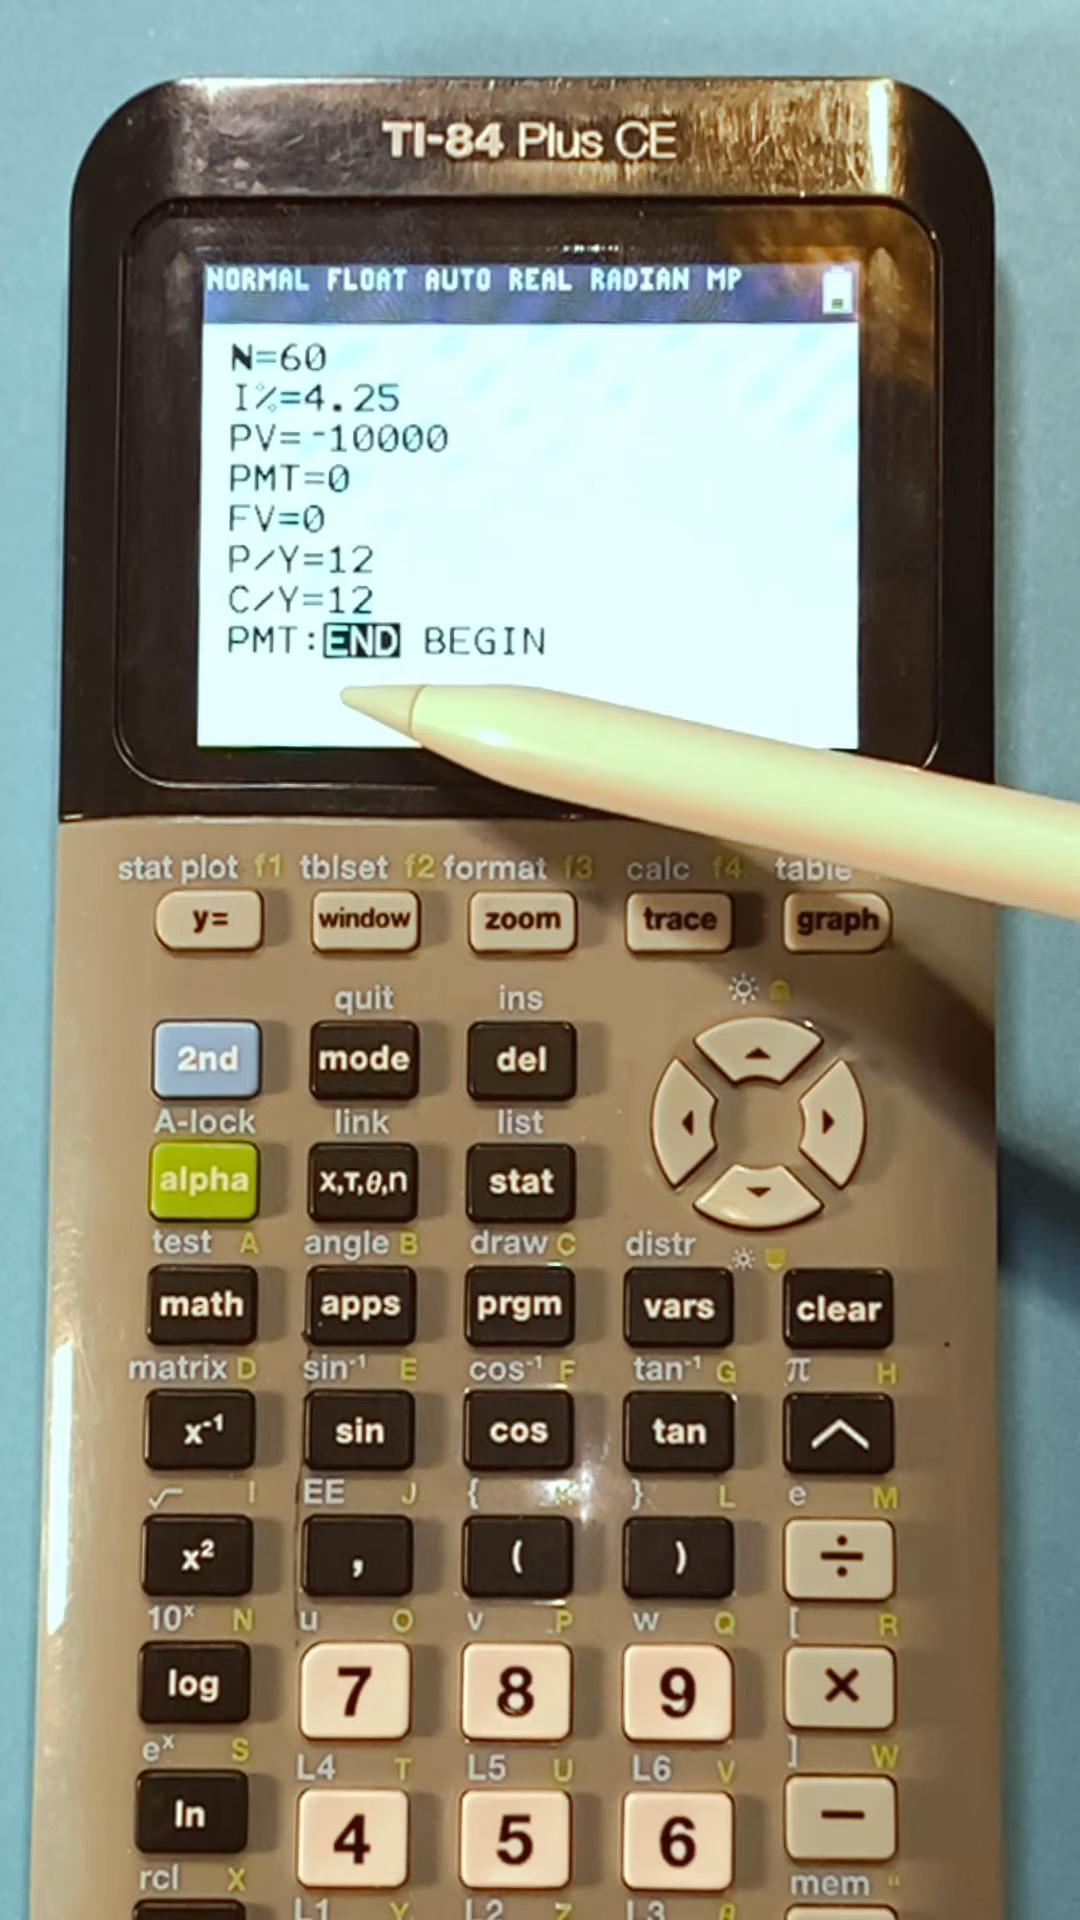 TI-84 Plus CE
NORMAL FLOAT AUTO REAL RADIAN MP
N=60
I%=4.25
PV=-10000
PMT=0
FV=0
P/Y=12
C/Y=12
PMT:END BEGIN
stat plot f1 tblset f2 format f3 calc f4 table
y= window zoom trace graph
quit ins
2nd mode del
A-lock link list
alpha X,T,θ,n stat
test A angle B draw C distr
math apps prgm vars clear
matrix D sin⁻¹ E cos⁻¹ F tan⁻¹ G π H
x⁻¹ sin cos tan ^
√ I EE J { K } L e M
x² , ( ) ÷
10ˣ N u O v P w Q [ R
log 7 8 9 ×
eˣ S L4 T L5 U L6 V ] W
ln 4 5 6 −
rcl X L1 Y L2 Z L3 θ mem "